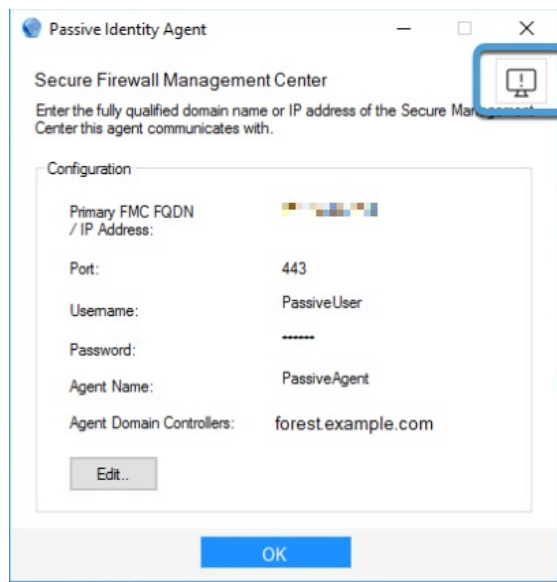 Passive Identity Agent
Secure Firewall Management Center
Enter the fully qualified domain name or IP address of the Secure Management
Center this agent communicates with.
Configuration
Primary FMC FQDN
/ IP Address:
Port: 443
Username: PassiveUser
Password: ••••••
Agent Name: PassiveAgent
Agent Domain Controllers: forest.example.com
Edit..
OK